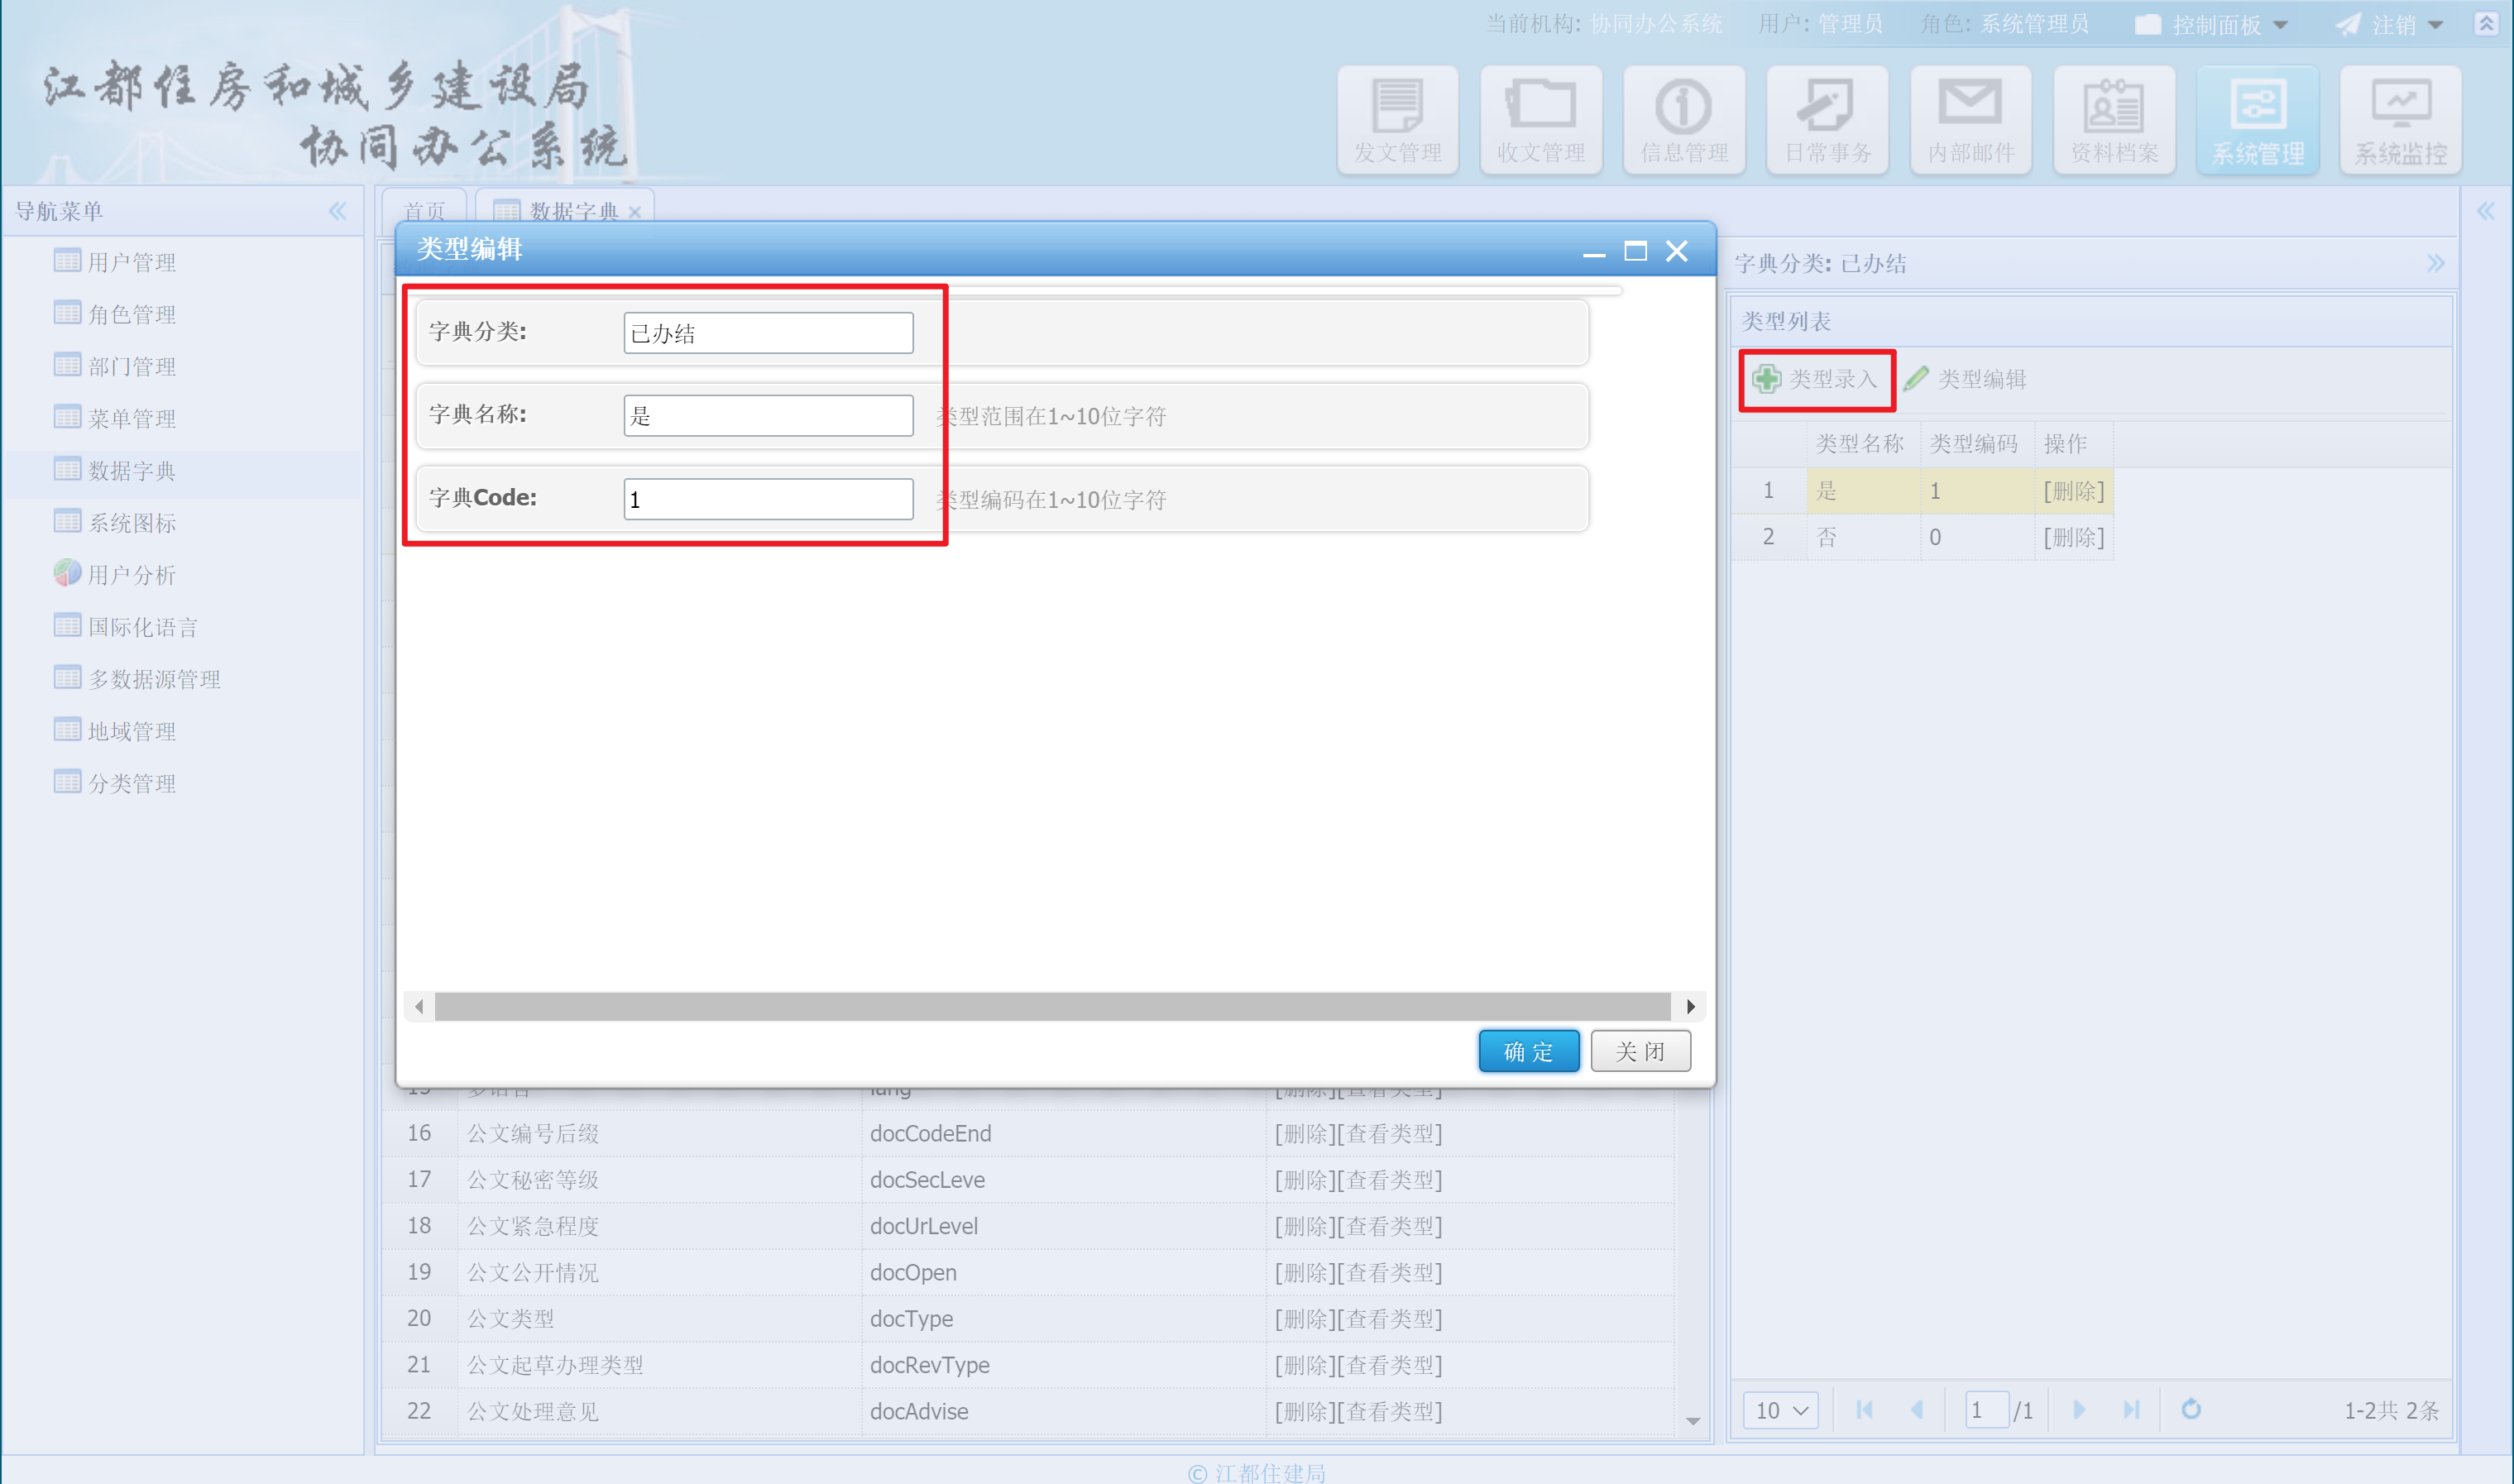 当前机构: 协同办公系统 用户: 管理员 角色: 系统管理员 控制面板 注销
江都住房和城乡建设局
协同办公系统
发文管理 收文管理 信息管理 日常事务 内部邮件 资料档案 系统管理 系统监控
导航菜单
用户管理
角色管理
部门管理
菜单管理
数据字典
系统图标
用户分析
国际化语言
多数据源管理
地域管理
分类管理
首页 数据字典
类型编辑
字典分类: 已办结
字典名称: 是 类型范围在1~10位字符
字典Code: 1 类型编码在1~10位字符
确 定 关 闭
15 多语言 lang [删除][查看类型]
16 公文编号后缀 docCodeEnd [删除][查看类型]
17 公文秘密等级 docSecLeve [删除][查看类型]
18 公文紧急程度 docUrLevel [删除][查看类型]
19 公文公开情况 docOpen [删除][查看类型]
20 公文类型 docType [删除][查看类型]
21 公文起草办理类型 docRevType [删除][查看类型]
22 公文处理意见 docAdvise [删除][查看类型]
字典分类: 已办结
类型列表
类型录入 类型编辑
类型名称 类型编码 操作
1 是 1 [删除]
2 否 0 [删除]
10 1 /1 1-2共 2条
© 江都住建局